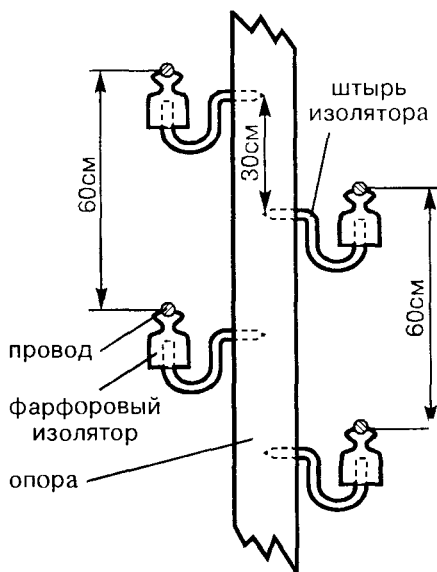 штырь
изолятора
60см
30см
60см
провод
фарфоровый
изолятор
опора